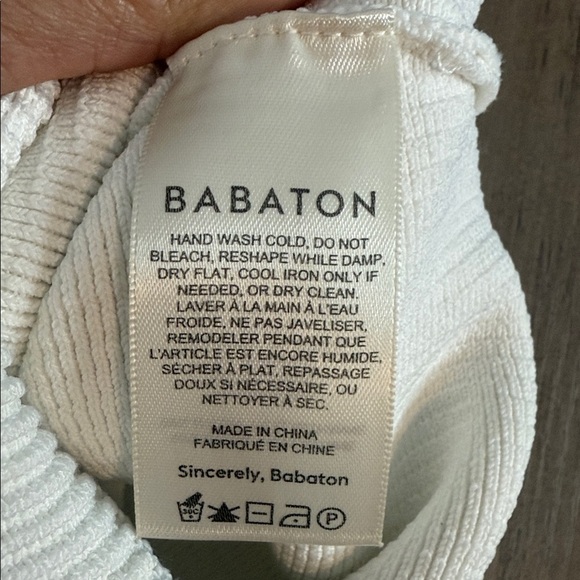 BABATON
HAND WASH COLD, DO NOT
BLEACH, RESHAPE WHILE DAMP,
DRY FLAT, COOL IRON ONLY IF
NEEDED, OR DRY CLEAN.
LAVER À LA MAIN À L'EAU
FROIDE, NE PAS JAVELISER,
REMODELER PENDANT QUE
L'ARTICLE EST ENCORE HUMIDE,
SÉCHER À PLAT, REPASSAGE
DOUX SI NÉCESSAIRE, OU
NETTOYER À SEC.
MADE IN CHINA
FABRIQUÉ EN CHINE
Sincerely, Babaton
30C P